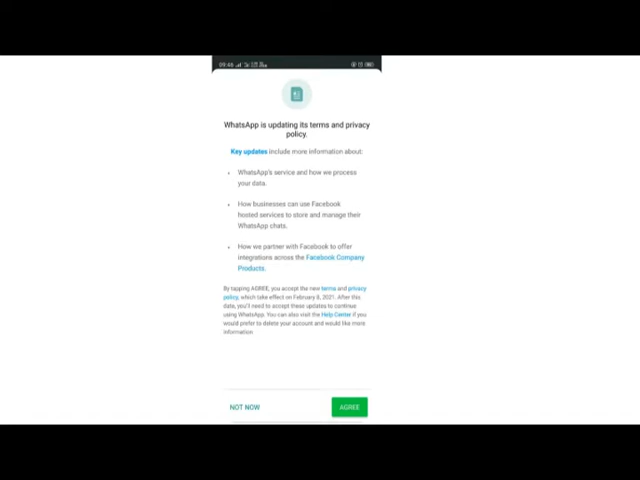 09:46
WhatsApp is updating its terms and privacy
policy.
Key updates include more information about:
• WhatsApp's service and how we process
your data.
• How businesses can use Facebook
hosted services to store and manage their
WhatsApp chats.
• How we partner with Facebook to offer
integrations across the Facebook Company
Products.
By tapping AGREE, you accept the new terms and privacy
policy, which take effect on February 8, 2021. After this
date, you'll need to accept these updates to continue
using WhatsApp. You can also visit the Help Center if you
would prefer to delete your account and would like more
information
NOT NOW AGREE